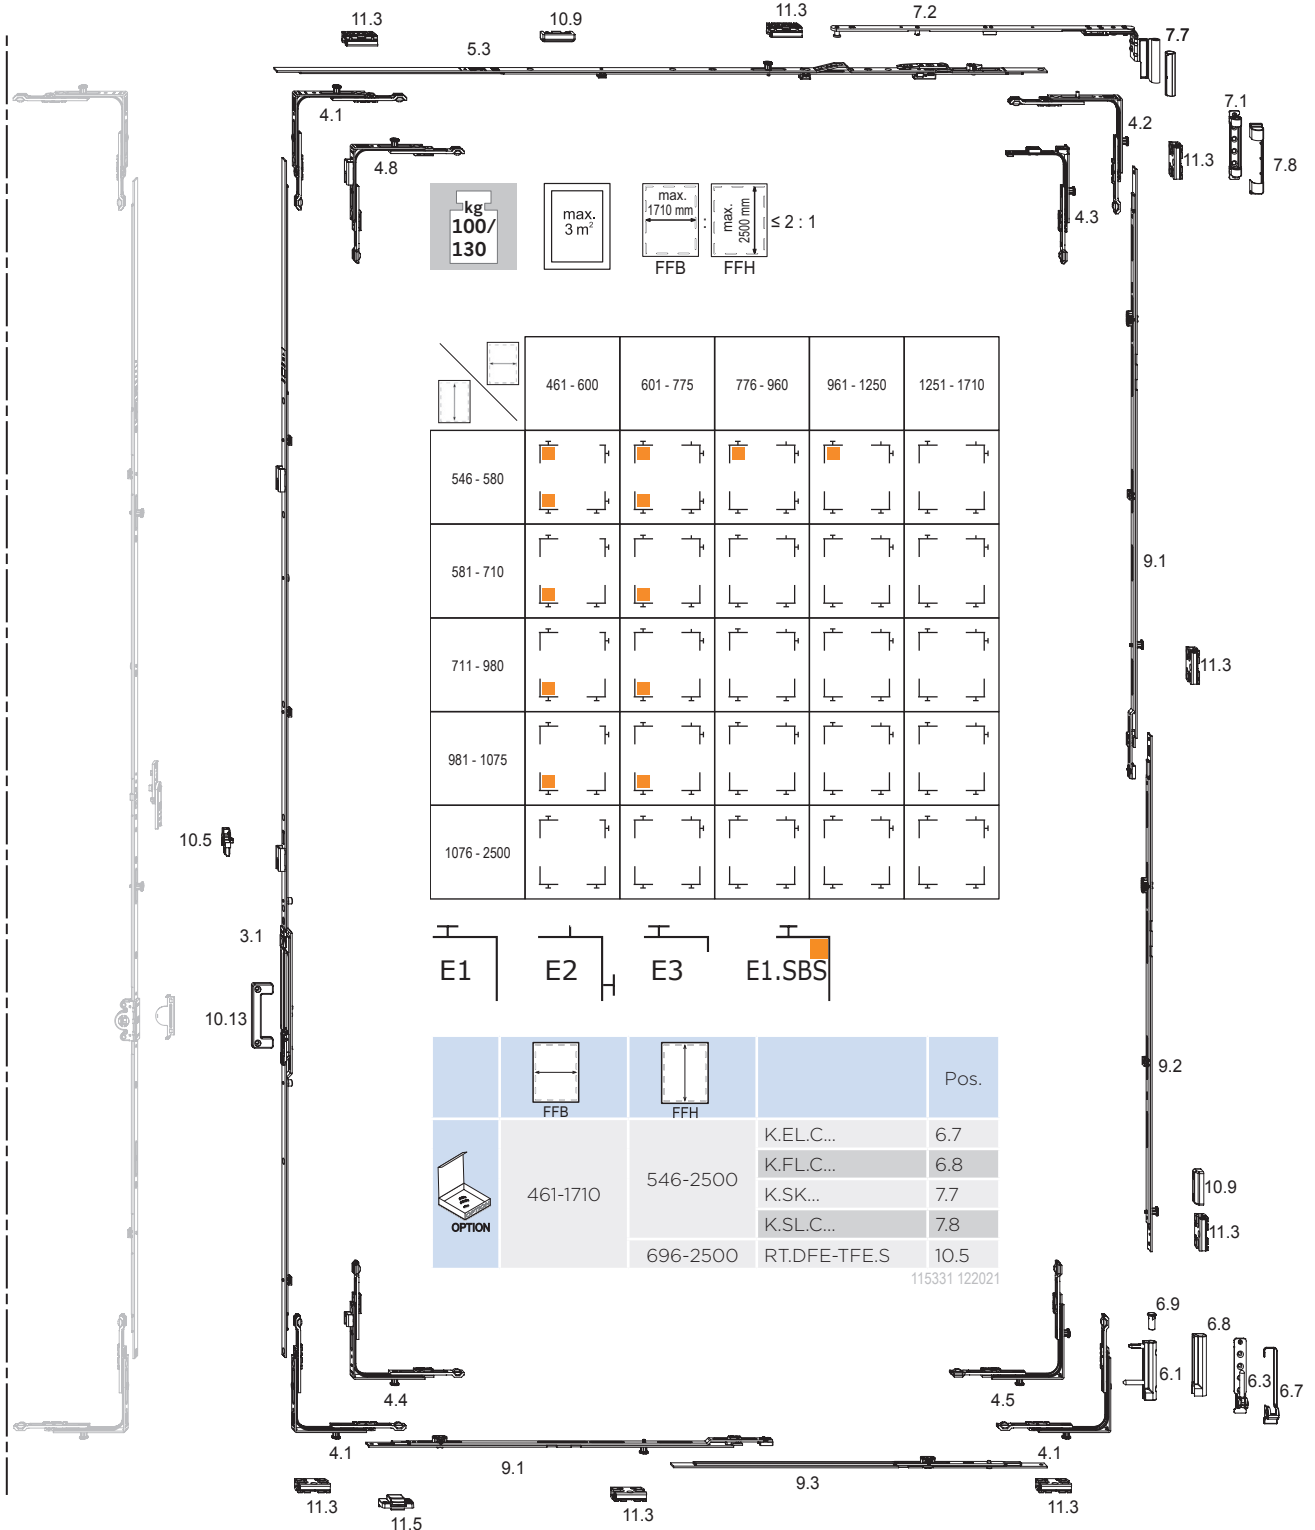 11.3
10.9
11.3
7.2
5.3
7.7
4.1
4.2
7.1
4.8
11.3
7.8
4.3
kg
100/
130
max.
3 m²
max.
1710 mm
:
max.
2500 mm
≤ 2 : 1
FFB
FFH
461 - 600
601 - 775
776 - 960
961 - 1250
1251 - 1710
546 - 580
581 - 710
9.1
711 - 980
11.3
981 - 1075
10.5
1076 - 2500
3.1
E1
E2
E3
E1.SBS
10.13
9.2
FFB
FFH
Pos.
OPTION
461-1710
546-2500
K.EL.C...
6.7
K.FL.C...
6.8
K.SK...
7.7
K.SL.C...
7.8
696-2500
RT.DFE-TFE.S
10.5
115331 122021
10.9
11.3
6.9
6.8
6.1
6.3
6.7
4.4
4.5
4.1
9.1
9.3
4.1
11.3
11.5
11.3
11.3